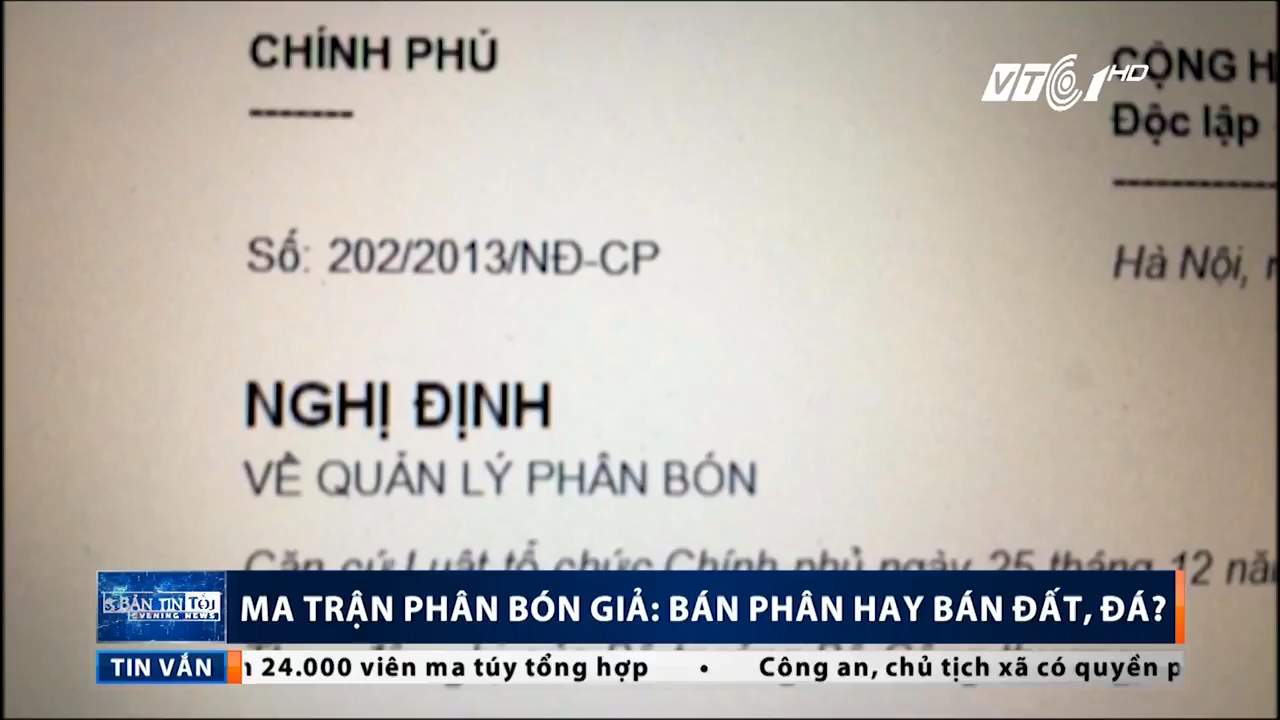 CHÍNH PHỦ
-------
CỘNG H
Độc lập
VTC1 HD
Số: 202/2013/NĐ-CP
Hà Nội,
NGHỊ ĐỊNH
VỀ QUẢN LÝ PHÂN BÓN
Căn cứ Luật tổ chức Chính phủ ngày 25 tháng 12 năm
BẢN TIN TỐI
EVENING NEWS
MA TRẬN PHÂN BÓN GIẢ: BÁN PHÂN HAY BÁN ĐẤT, ĐÁ?
TIN VẮN
24.000 viên ma túy tổng hợp • Công an, chủ tịch xã có quyền p